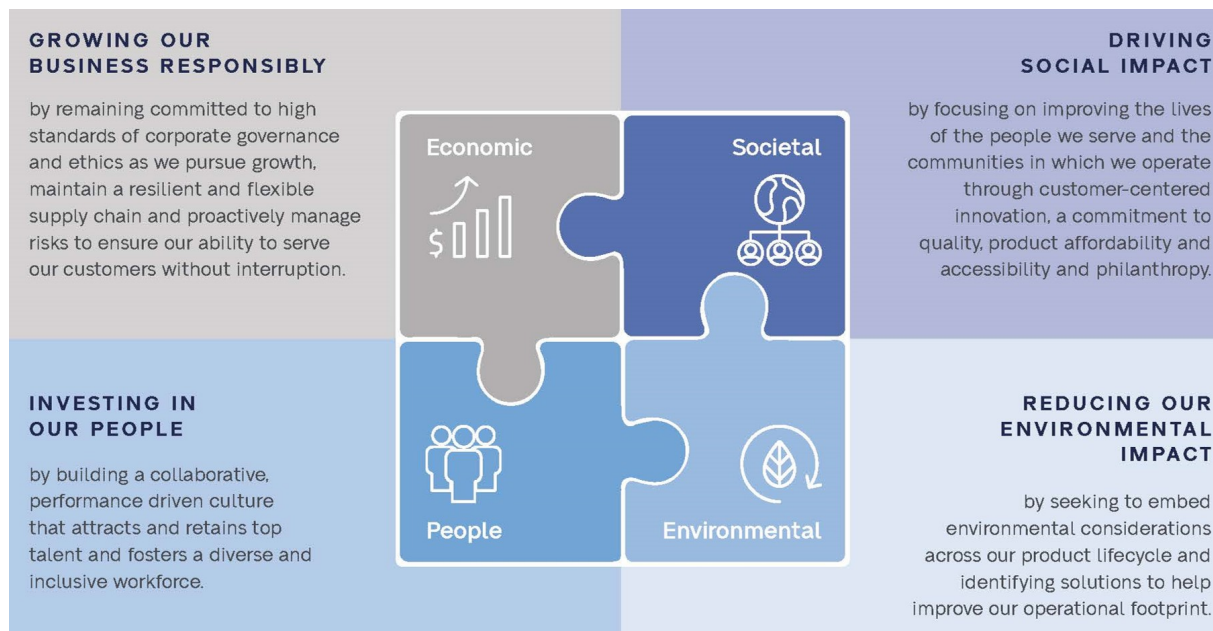 GROWING OUR
BUSINESS RESPONSIBLY
by remaining committed to high
standards of corporate governance
and ethics as we pursue growth,
maintain a resilient and flexible
supply chain and proactively manage
risks to ensure our ability to serve
our customers without interruption.
DRIVING
SOCIAL IMPACT
by focusing on improving the lives
of the people we serve and the
communities in which we operate
through customer-centered
innovation, a commitment to
quality, product affordability and
accessibility and philanthropy.
Economic
$
Societal
INVESTING IN
OUR PEOPLE
by building a collaborative,
performance driven culture
that attracts and retains top
talent and fosters a diverse and
inclusive workforce.
People
Environmental
REDUCING OUR
ENVIRONMENTAL
IMPACT
by seeking to embed
environmental considerations
across our product lifecycle and
identifying solutions to help
improve our operational footprint.